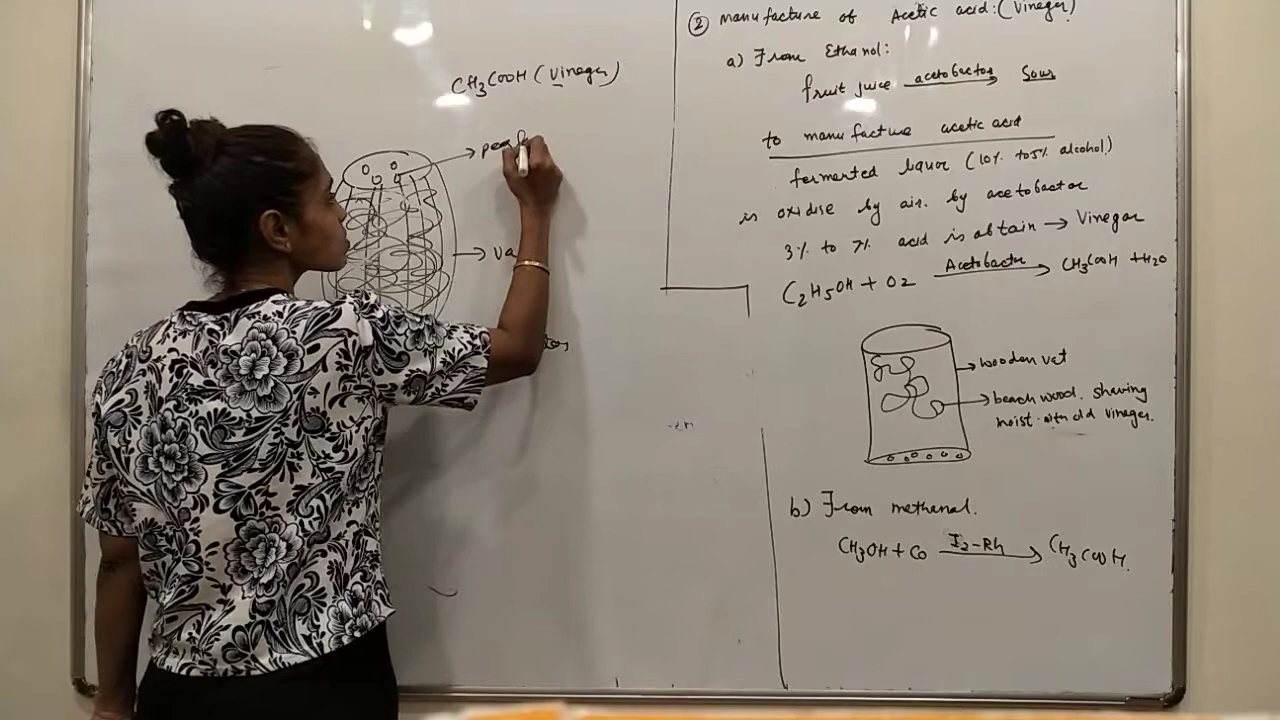 CH3COOH (Vinegar)
② manufacture of Acetic acid: (Vinegar)
a) From Ethanol:
fruit juice acetobactor Sour
to manufacture acetic acid
fermented liquor (10% to 5% alcohol)
is oxidise by air. by acetobactor
3% to 7% acid is obtain → Vinegar
C2H5OH + O2 Acetobactor CH3COOH + H2O
→ wooden vat
→ beach wood. shaving
moist with old vinegar.
b) From methanol.
CH3OH + CO I2-Rh CH3COOH.